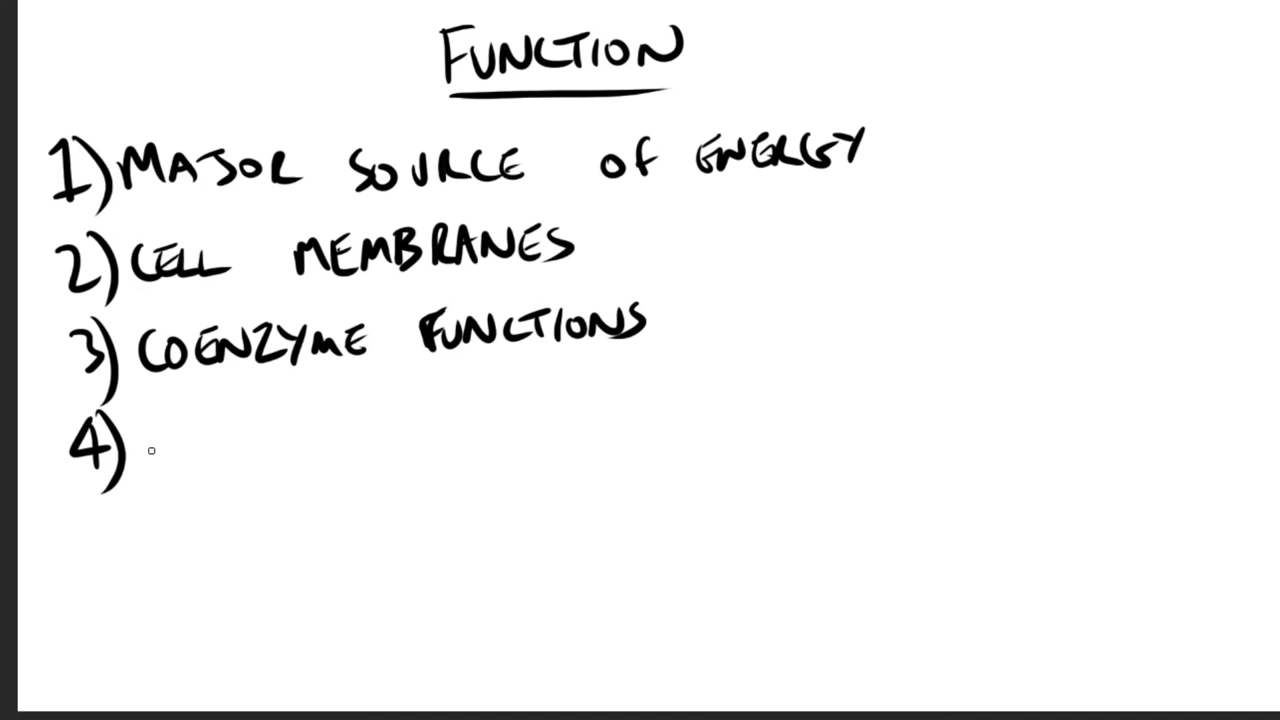 FUNCTION
1) MAJOR SOURCE OF ENERGY
2) CELL MEMBRANES
3) COENZYME FUNCTIONS
4)